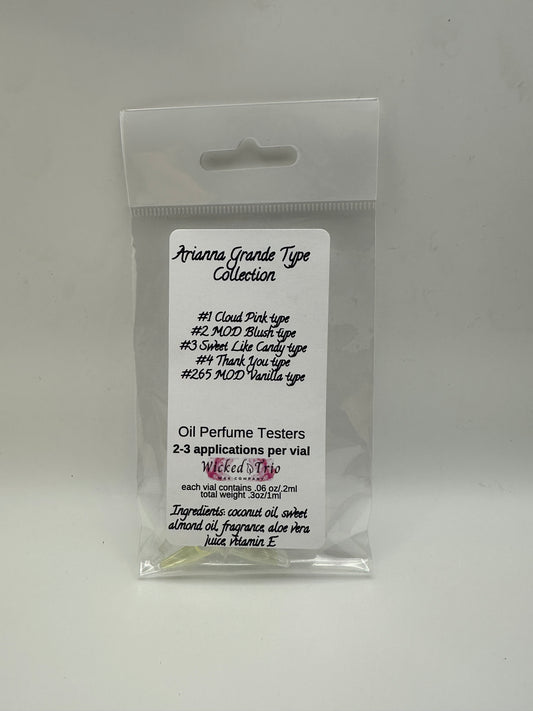 Arianna Grande Type
Collection
#1 Cloud Pink type
#2 MOD Blush type
#3 Sweet Like Candy type
#4 Thank You type
#265 MOD Vanilla type
Oil Perfume Testers
2-3 applications per vial
Wicked Trio
WAX COMPANY
each vial contains .06 oz/.2ml
total weight .3oz/1ml
Ingredients: coconut oil, sweet
almond oil, fragrance, aloe vera
juice, vitamin E